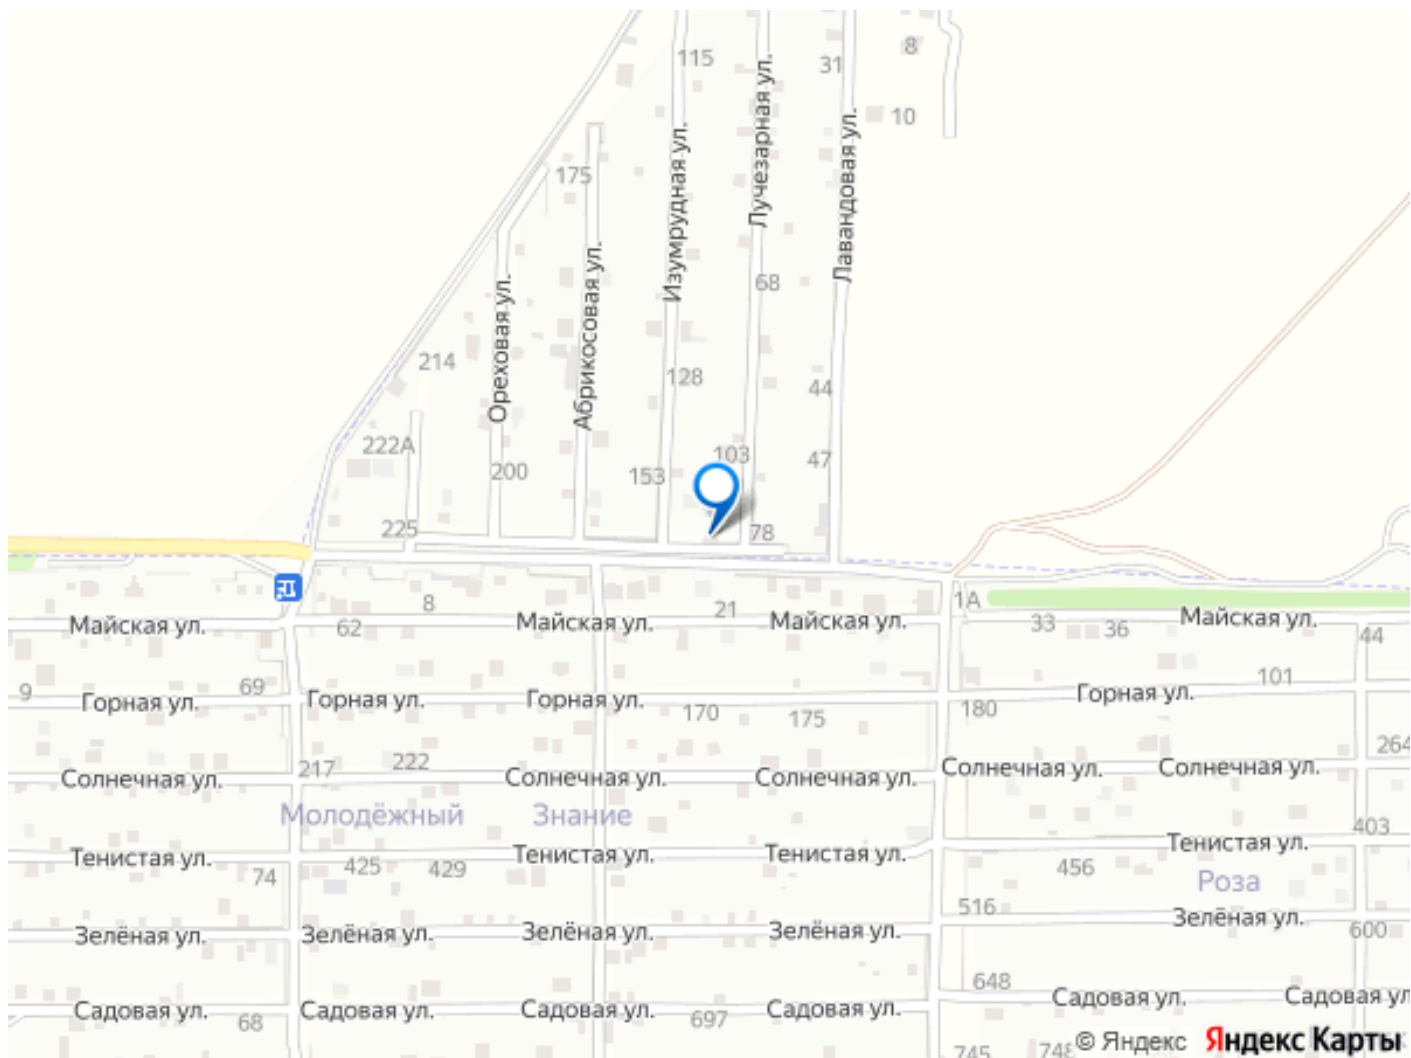 8
115
31
10
Изумрудная ул.
Лучезарная ул.
Лавандовая ул.
175
68
Ореховая ул.
Абрикосовая ул.
214
128
44
222А
103
47
200
153
225
78
8
21
1А
Майская ул.
62
Майская ул.
Майская ул.
33
36
Майская ул.
44
9
69
Горная ул.
Горная ул.
Горная ул.
170
175
180
Горная ул.
101
264
Солнечная ул.
217
222
Солнечная ул.
Солнечная ул.
Солнечная ул.
Солнечная ул.
Молодёжный
Знание
403
Тенистая ул.
74
425
429
Тенистая ул.
Тенистая ул.
456
Тенистая ул.
Роза
516
Зелёная ул.
Зелёная ул.
Зелёная ул.
Зелёная ул.
Зелёная ул.
600
648
Садовая ул.
68
Садовая ул.
Садовая ул.
697
Садовая ул.
Садовая ул.
Садовая ул
745
748
© Яндекс Яндекс Карты